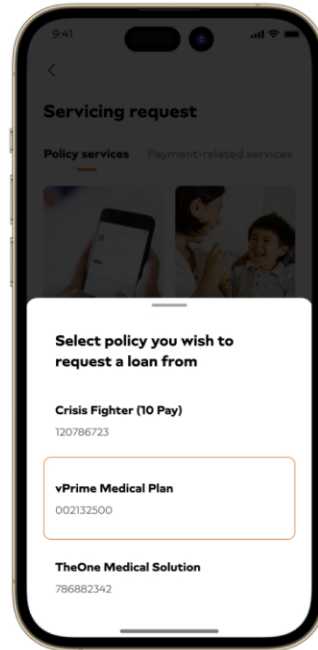 9:41
Servicing request
Policy services Payment-related services
Select policy you wish to
request a loan from
Crisis Fighter (10 Pay)
120786723
vPrime Medical Plan
002132500
TheOne Medical Solution
786882342